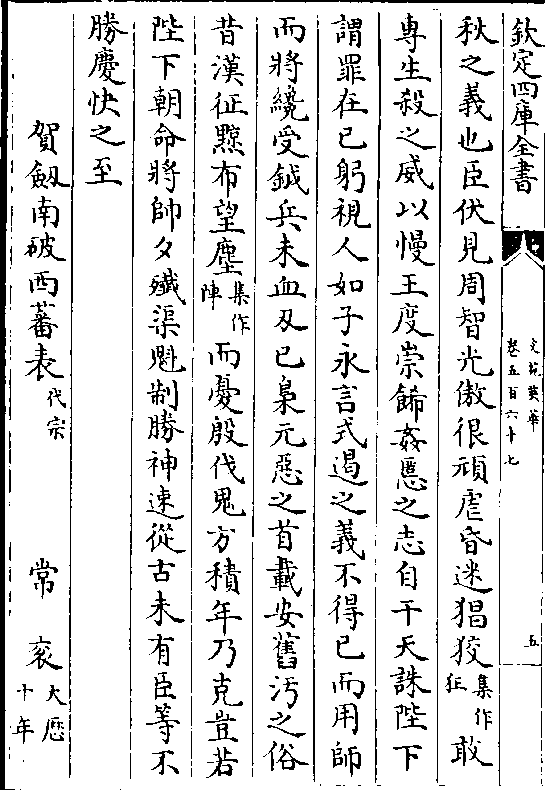 欽定四庫全書
文苑英華
卷五百六十七
五
秋之義也臣伏見周智光傲很頑虐昏迷猖狡集作狂敢
專生殺之威以慢王度崇飾姦慝之志自干天誅陛下
謂罪在已躬視人如子永言式遏之義不得已而用師
而將纔受鉞兵未血刃已梟元惡之首載安舊汚之俗
昔漢征黥布望塵集作陣而憂殷伐鬼方積年乃克豈若
陛下朝命將帥夕殱渠魁制勝神速從古未有臣等不
勝慶快之至
賀劔南破西蕃表代宗 常衮大厯十年